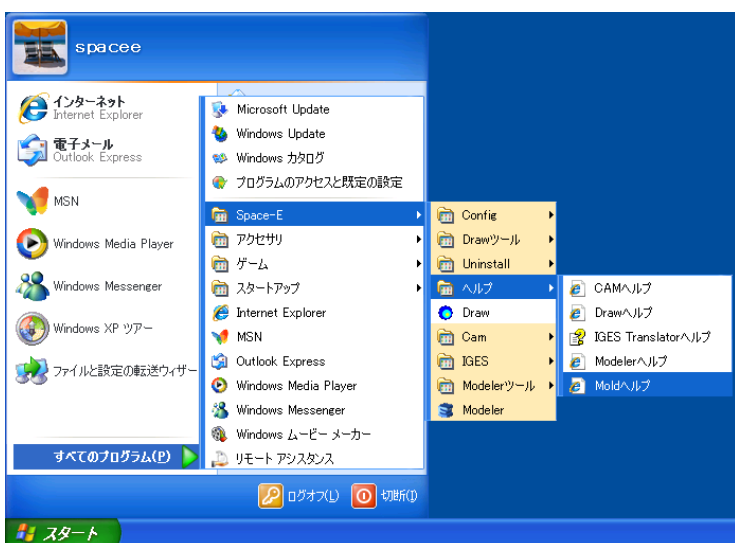 spacee
インターネット
Internet Explorer
電子メール
Outlook Express
MSN
Windows Media Player
Windows Messenger
Windows XP ツアー
ファイルと設定の転送ウィザー
すべてのプログラム(P)
Microsoft Update
Windows Update
Windows カタログ
プログラムのアクセスと既定の設定
Space-E
アクセサリ
ゲーム
スタートアップ
Internet Explorer
MSN
Outlook Express
Windows Media Player
Windows Messenger
Windows ムービー メーカー
リモート アシスタンス
Config
Drawツール
Uninstall
ヘルプ
Draw
Cam
IGES
Modelerツール
Modeler
CAMヘルプ
Drawヘルプ
IGES Translatorヘルプ
Modelerヘルプ
Moldヘルプ
ログオフ(L)
切断(I)
スタート